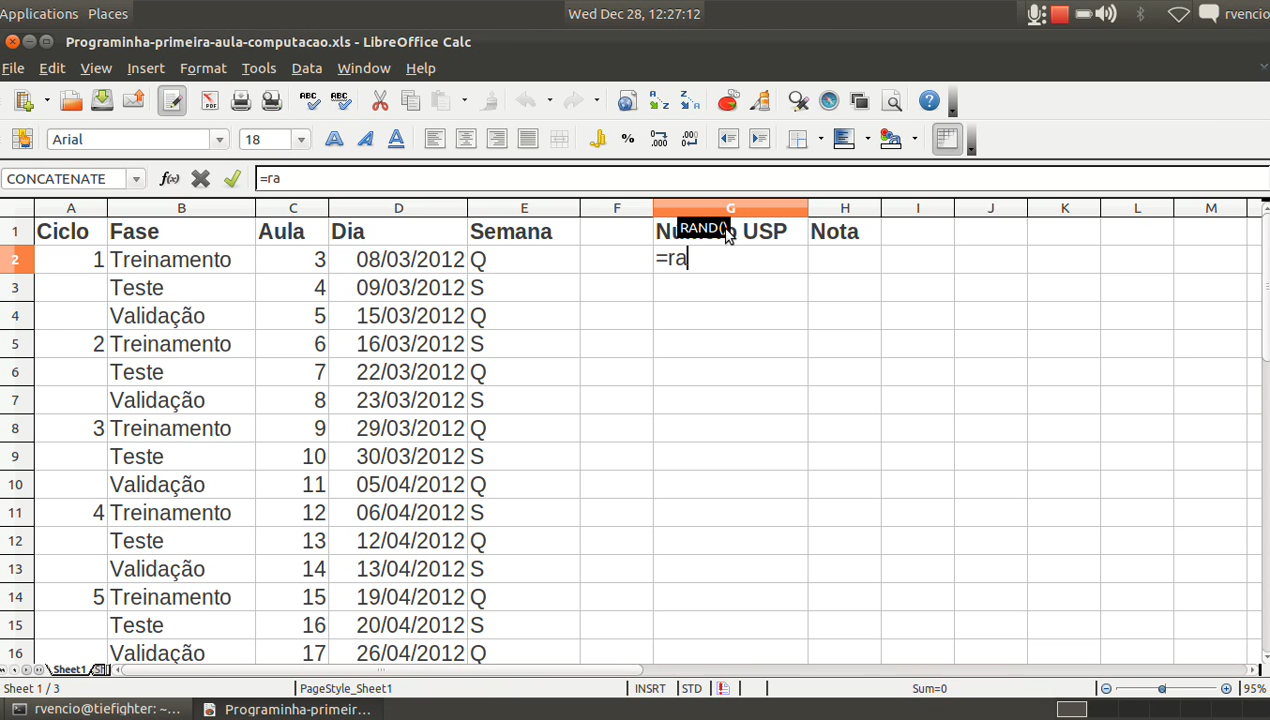 Applications Places Wed Dec 28, 12:27:12 rvencio
Programinha-primeira-aula-computacao.xls - LibreOffice Calc
File Edit View Insert Format Tools Data Window Help
PDF ABC ABC A Z Z A
Arial 18 A A A % .000 .00
CONCATENATE f(x) =ra
A B C D E F G H I J K L M
1 Ciclo Fase Aula Dia Semana RAND() USP Nota
2 1 Treinamento 3 08/03/2012 Q =ra
3 Teste 4 09/03/2012 S
4 Validação 5 15/03/2012 Q
5 2 Treinamento 6 16/03/2012 S
6 Teste 7 22/03/2012 Q
7 Validação 8 23/03/2012 S
8 3 Treinamento 9 29/03/2012 Q
9 Teste 10 30/03/2012 S
10 Validação 11 05/04/2012 Q
11 4 Treinamento 12 06/04/2012 S
12 Teste 13 12/04/2012 Q
13 Validação 14 13/04/2012 S
14 5 Treinamento 15 19/04/2012 Q
15 Teste 16 20/04/2012 S
16 Validação 17 26/04/2012 Q
Sheet1
Sheet 1 / 3 PageStyle_Sheet1 INSRT STD Sum=0 95%
rvencio@tiefighter: ~... Programinha-primeir...